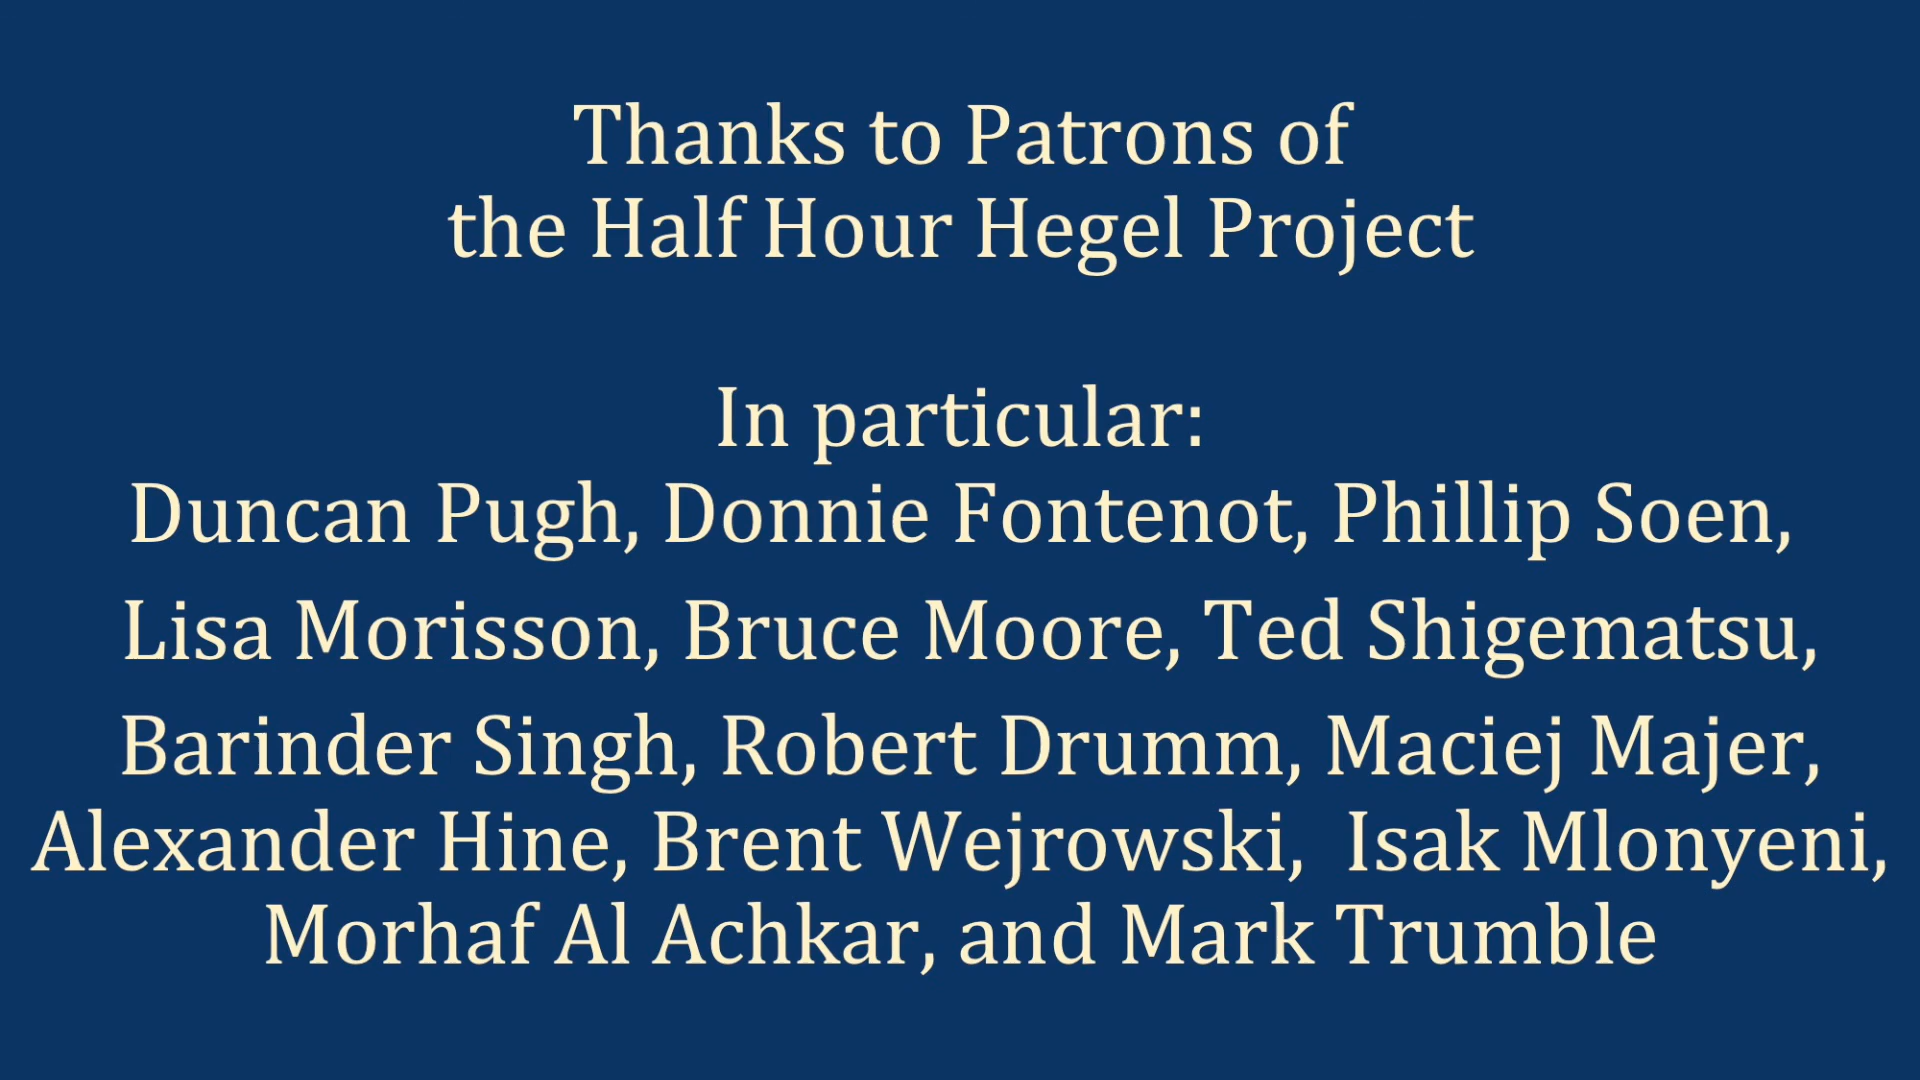 Thanks to Patrons of
the Half Hour Hegel Project
In particular:
Duncan Pugh, Donnie Fontenot, Phillip Soen,
Lisa Morisson, Bruce Moore, Ted Shigematsu,
Barinder Singh, Robert Drumm, Maciej Majer,
Alexander Hine, Brent Wejrowski,  Isak Mlonyeni,
Morhaf Al Achkar, and Mark Trumble